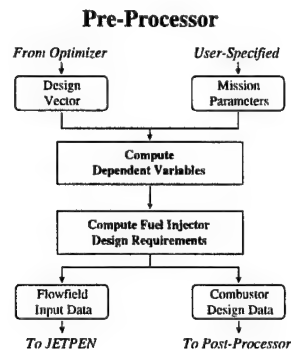 Pre-Processor
From Optimizer
User-Specified
Design
Vector
Mission
Parameters
Compute
Dependent Variables
Compute Fuel Injector
Design Requirements
Flowfield
Input Data
Combustor
Design Data
To JETPEN
To Post-Processor